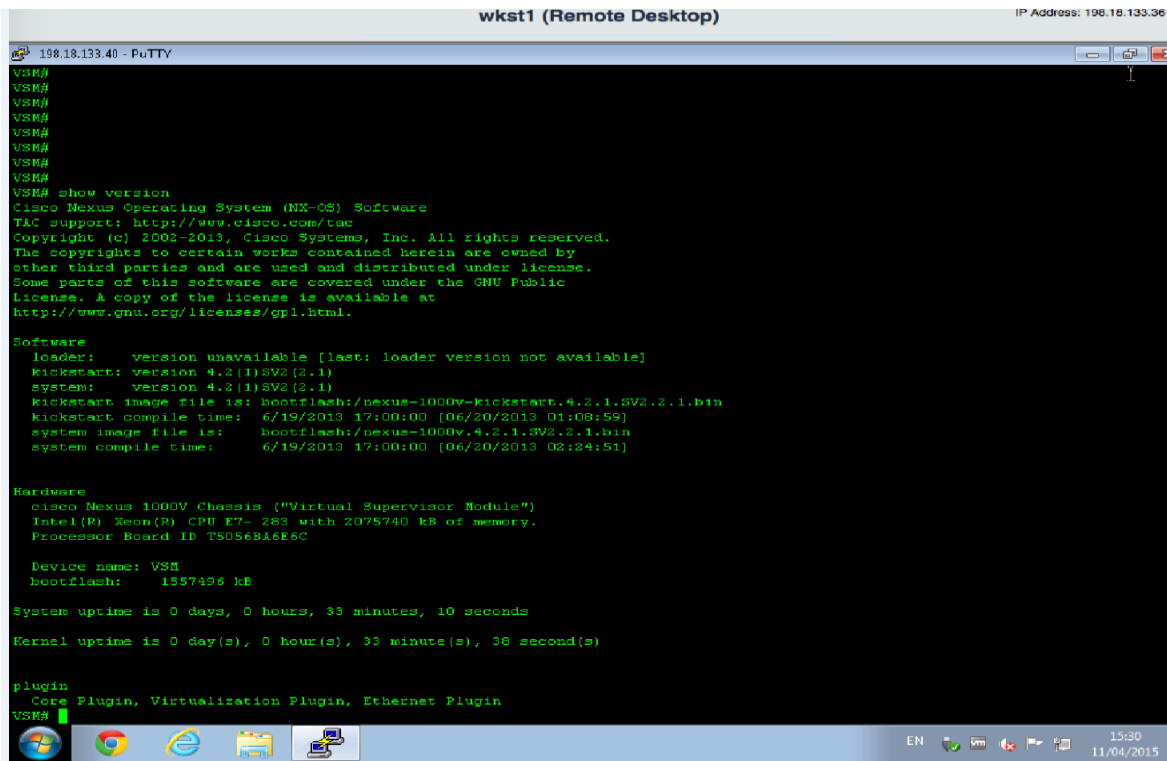 wkst1 (Remote Desktop)
IP Address: 198.18.133.36
198.18.133.40 - PuTTY
VSM#
VSM#
VSM#
VSM#
VSM#
VSM#
VSM#
VSM#
VSM# show version
Cisco Nexus Operating System (NX-OS) Software
TAC support: http://www.cisco.com/tac
Copyright (c) 2002-2013, Cisco Systems, Inc. All rights reserved.
The copyrights to certain works contained herein are owned by
other third parties and are used and distributed under license.
Some parts of this software are covered under the GNU Public
License. A copy of the license is available at
http://www.gnu.org/licenses/gpl.html.
Software
loader: version unavailable [last: loader version not available]
kickstart: version 4.2(1)SV2(2.1)
system: version 4.2(1)SV2(2.1)
kickstart image file is: bootflash:/nexus-1000v-kickstart.4.2.1.SV2.2.1.bin
kickstart compile time: 6/19/2013 17:00:00 [06/20/2013 01:08:59]
system image file is: bootflash:/nexus-1000v.4.2.1.SV2.2.1.bin
system compile time: 6/19/2013 17:00:00 [06/20/2013 02:24:51]
Hardware
cisco Nexus 1000V Chassis ("Virtual Supervisor Module")
Intel(R) Xeon(R) CPU E7- 283 with 2075740 kB of memory.
Processor Board ID T5056BA6E6C
Device name: VSM
bootflash: 1557496 kB
System uptime is 0 days, 0 hours, 33 minutes, 10 seconds
Kernel uptime is 0 day(s), 0 hour(s), 33 minute(s), 38 second(s)
plugin
Core Plugin, Virtualization Plugin, Ethernet Plugin
VSM#
EN
vm
15:30
11/04/2015